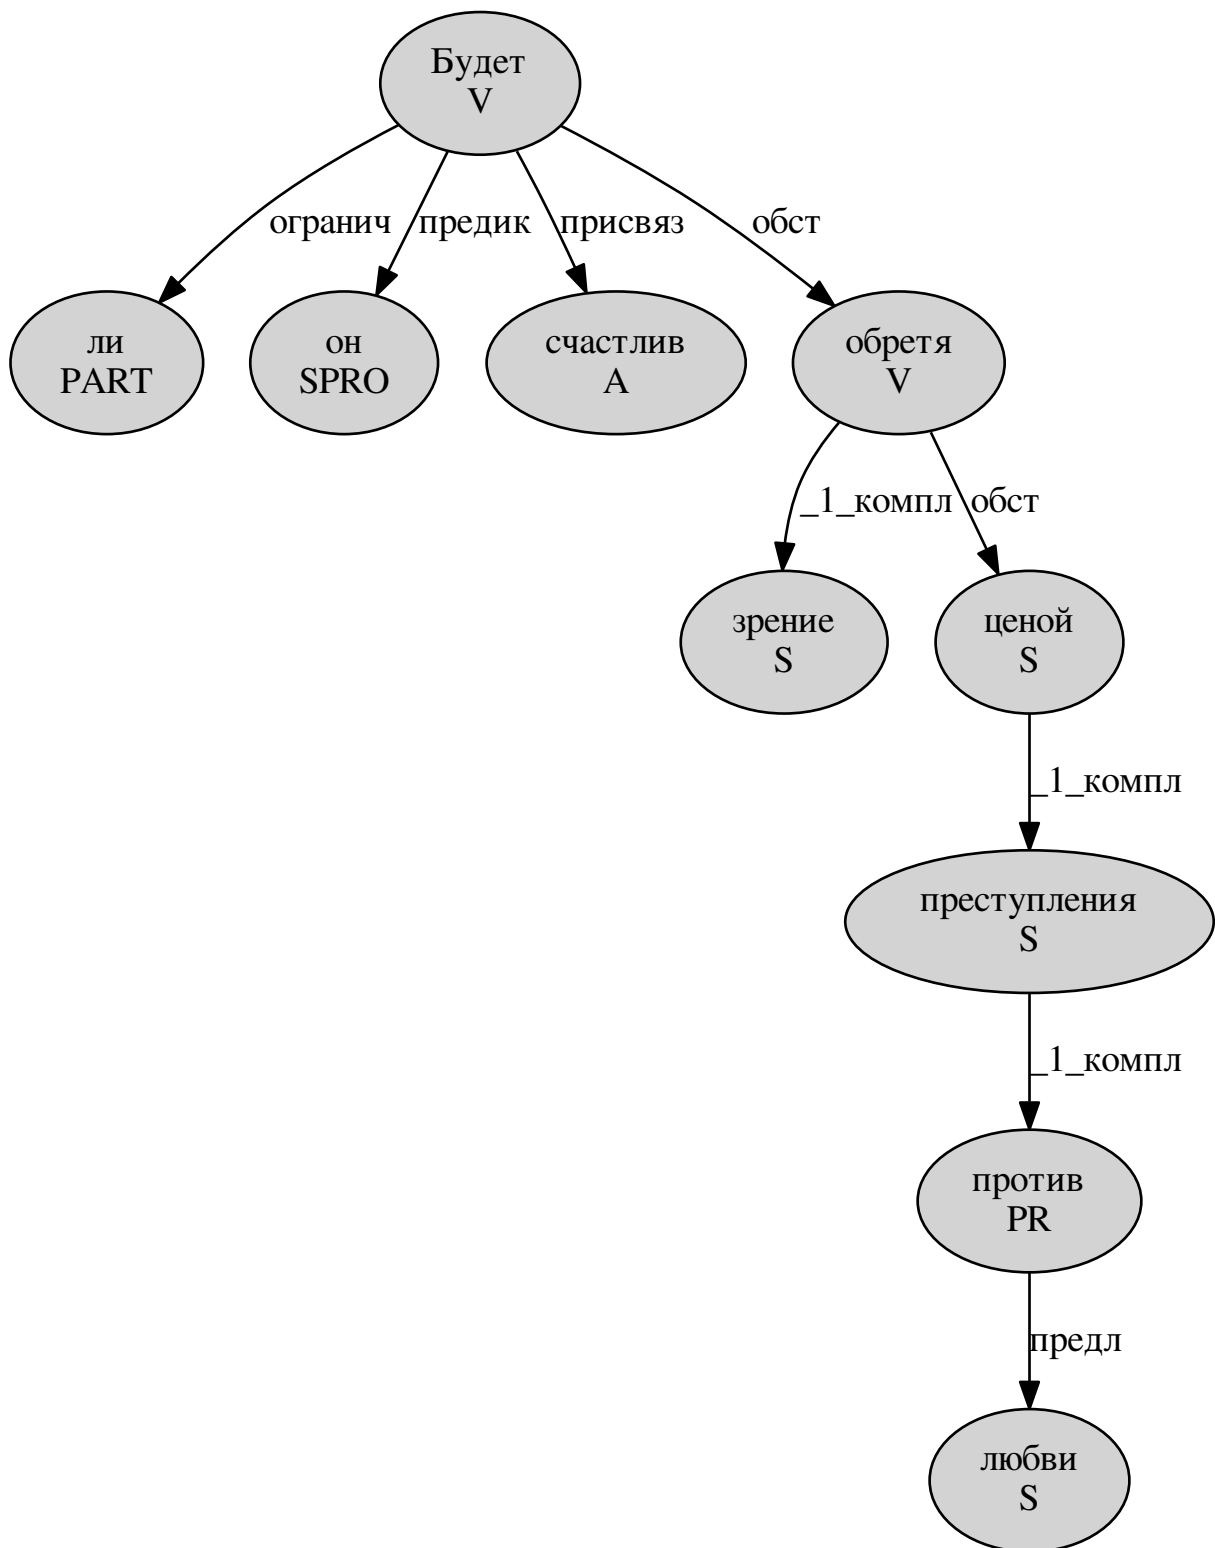 Будет
V
огранич предик присвяз обст
ли
PART
он
SPRO
счастлив
A
обретя
V
_1_компл обст
зрение
S
ценой
S
_1_компл
преступления
S
_1_компл
против
PR
предл
любви
S